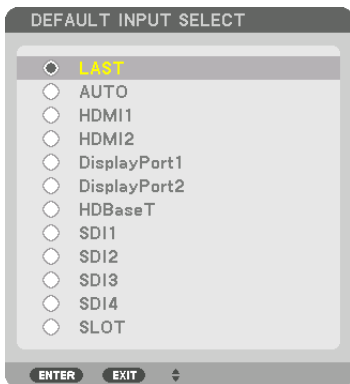 DEFAULT INPUT SELECT
LAST
AUTO
HDMI1
HDMI2
DisplayPort1
DisplayPort2
HDBaseT
SDI1
SDI2
SDI3
SDI4
SLOT
ENTER EXIT